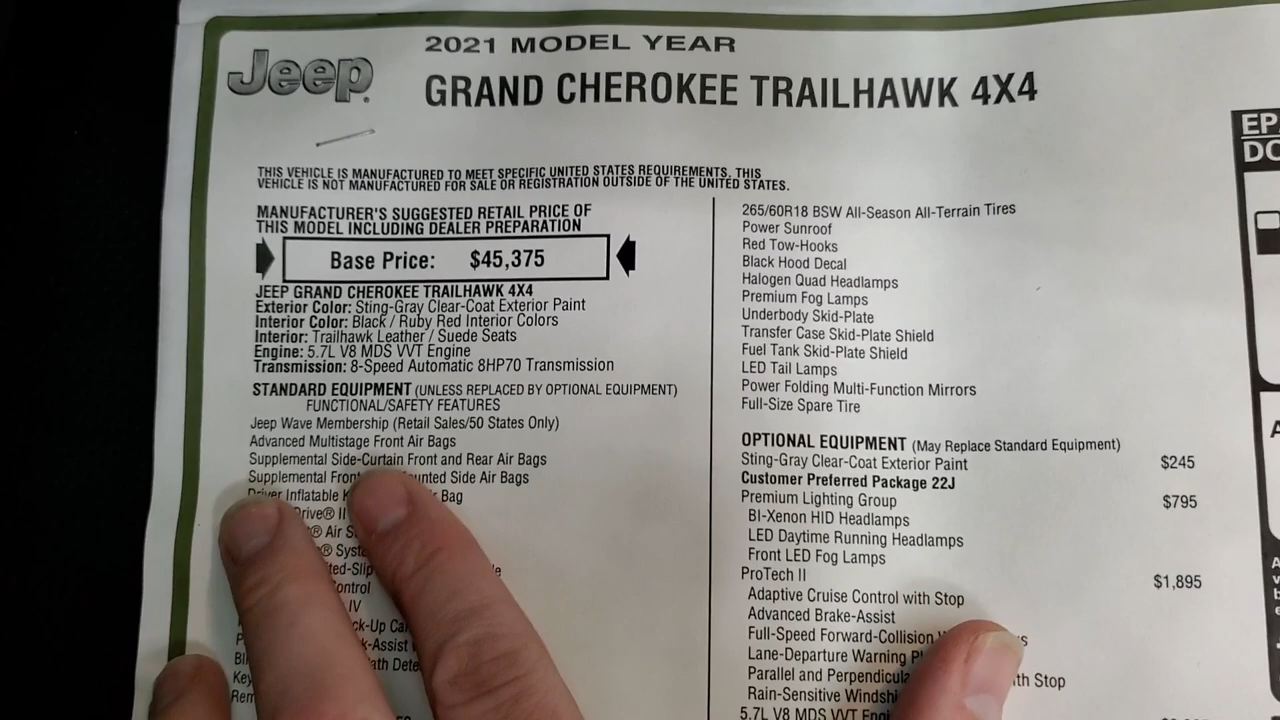 Jeep
2021 MODEL YEAR
GRAND CHEROKEE TRAILHAWK 4X4
THIS VEHICLE IS MANUFACTURED TO MEET SPECIFIC UNITED STATES REQUIREMENTS. THIS
VEHICLE IS NOT MANUFACTURED FOR SALE OR REGISTRATION OUTSIDE OF THE UNITED STATES.
MANUFACTURER'S SUGGESTED RETAIL PRICE OF
THIS MODEL INCLUDING DEALER PREPARATION
Base Price: $45,375
JEEP GRAND CHEROKEE TRAILHAWK 4X4
Exterior Color: Sting-Gray Clear-Coat Exterior Paint
Interior Color: Black / Ruby Red Interior Colors
Interior: Trailhawk Leather / Suede Seats
Engine: 5.7L V8 MDS VVT Engine
Transmission: 8-Speed Automatic 8HP70 Transmission
STANDARD EQUIPMENT (UNLESS REPLACED BY OPTIONAL EQUIPMENT)
FUNCTIONAL/SAFETY FEATURES
Jeep Wave Membership (Retail Sales/50 States Only)
Advanced Multistage Front Air Bags
Supplemental Side-Curtain Front and Rear Air Bags
Supplemental Side Air Bags
Driver Inflatable Bag
II
® Air
®
-Slip
IV
265/60R18 BSW All-Season All-Terrain Tires
Power Sunroof
Red Tow-Hooks
Black Hood Decal
Halogen Quad Headlamps
Premium Fog Lamps
Underbody Skid-Plate
Transfer Case Skid-Plate Shield
Fuel Tank Skid-Plate Shield
LED Tail Lamps
Power Folding Multi-Function Mirrors
Full-Size Spare Tire
OPTIONAL EQUIPMENT (May Replace Standard Equipment)
Sting-Gray Clear-Coat Exterior Paint $245
Customer Preferred Package 22J
Premium Lighting Group $795
BI-Xenon HID Headlamps
LED Daytime Running Headlamps
Front LED Fog Lamps
ProTech II $1,895
Adaptive Cruise Control with Stop
Advanced Brake-Assist
Full-Speed Forward-Collision
Lane-Departure Warning
Parallel and Stop
Rain-Sensitive
5.7L V8 MDS VVT